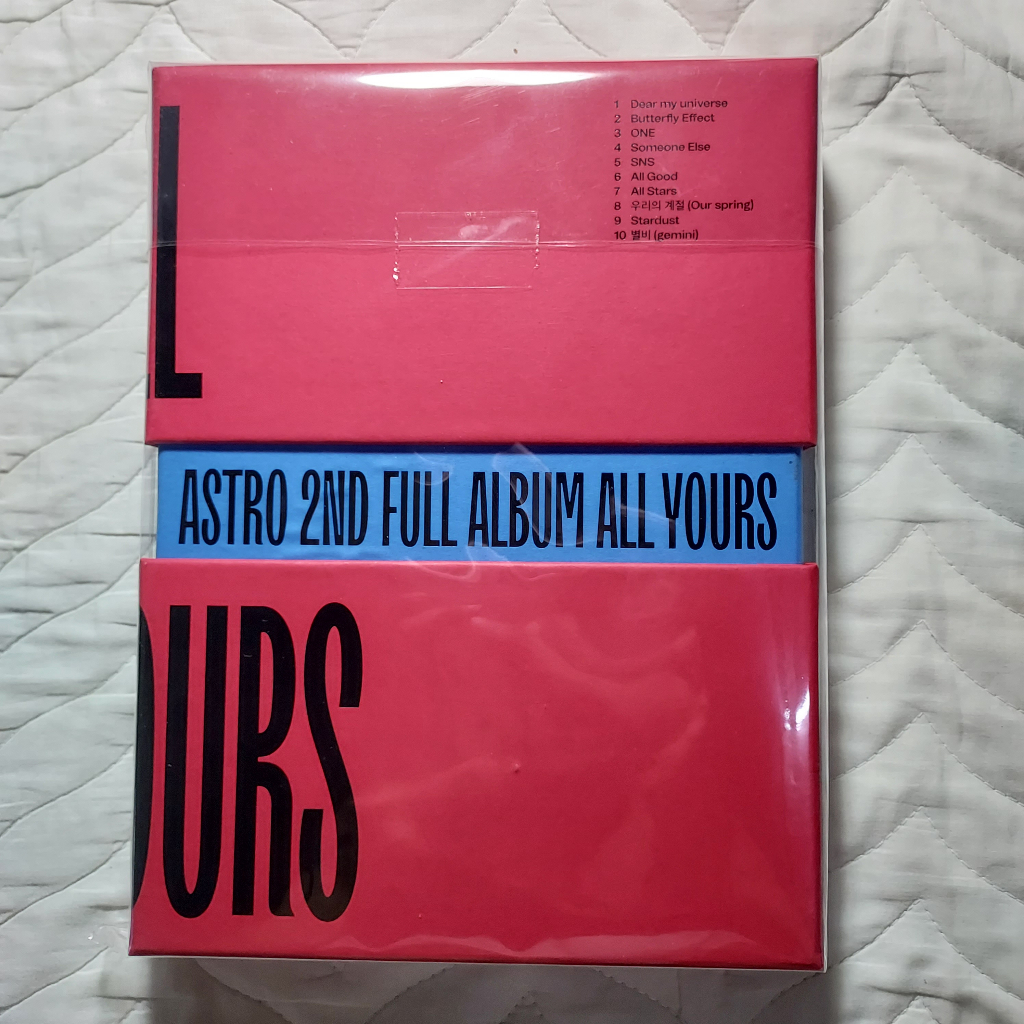 L
1 Dear my universe
2 Butterfly Effect
3 ONE
4 Someone Else
5 SNS
6 All Good
7 All Stars
8 우리의 계절 (Our spring)
9 Stardust
10 별비 (gemini)
ASTRO 2ND FULL ALBUM ALL YOURS
OURS